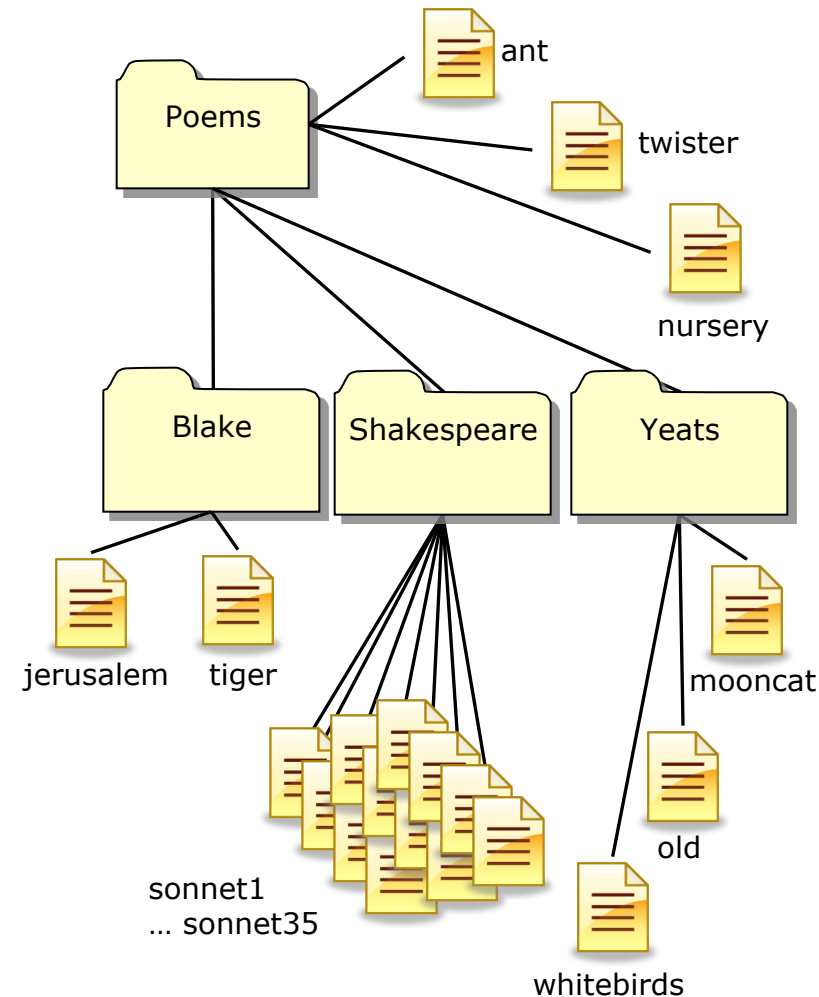 ant
Poems
twister
nursery
Blake
Shakespeare
Yeats
jerusalem
tiger
mooncat
old
sonnet1
... sonnet35
whitebirds